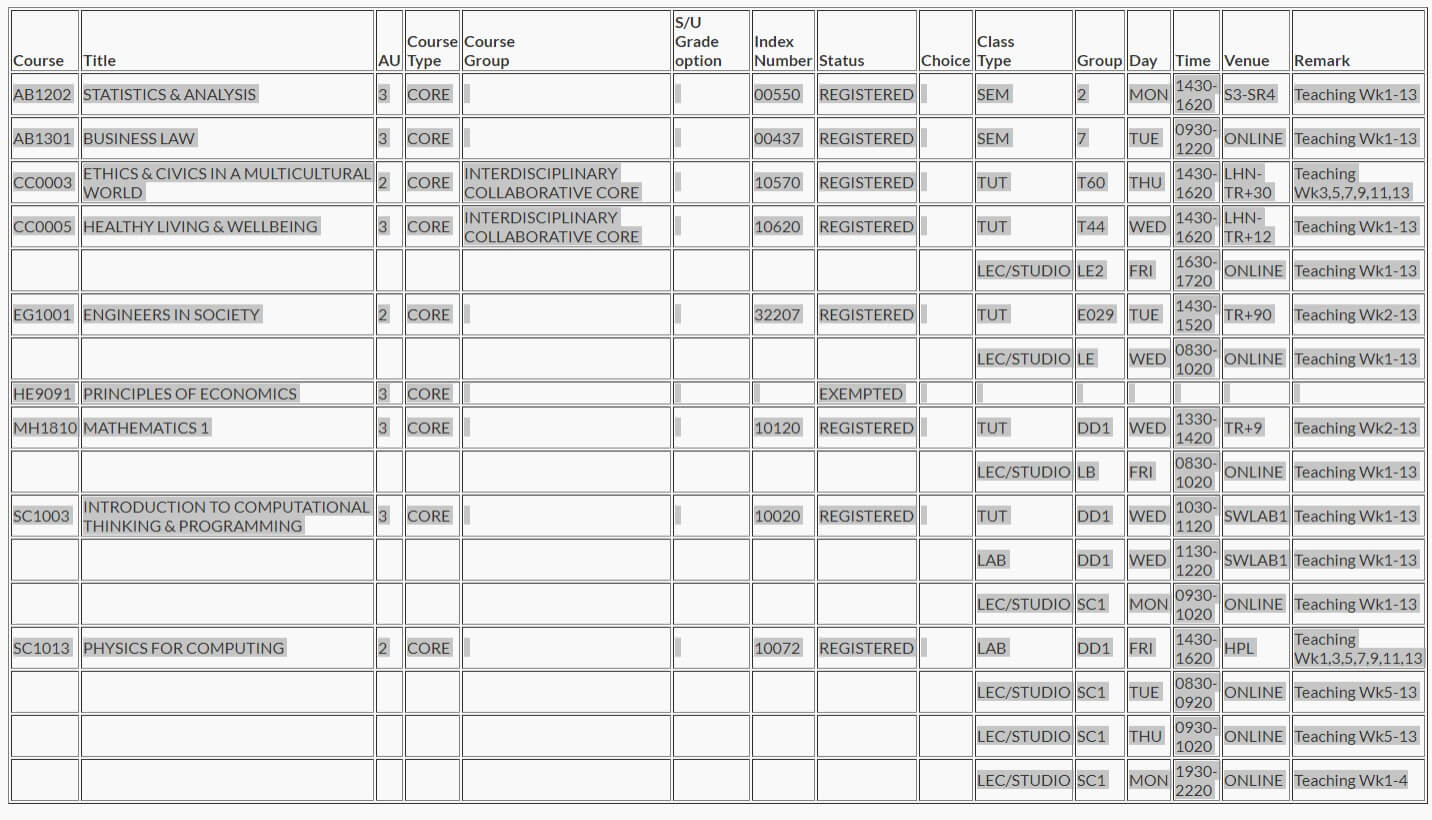 Course Title AU Course Type Course Group S/U Grade option Index Number Status Choice Class Type Group Day Time Venue Remark
AB1202 STATISTICS & ANALYSIS 3 CORE 00550 REGISTERED SEM 2 MON 1430-1620 S3-SR4 Teaching Wk1-13
AB1301 BUSINESS LAW 3 CORE 00437 REGISTERED SEM 7 TUE 0930-1220 ONLINE Teaching Wk1-13
CC0003 ETHICS & CIVICS IN A MULTICULTURAL WORLD 2 CORE INTERDISCIPLINARY COLLABORATIVE CORE 10570 REGISTERED TUT T60 THU 1430-1620 LHN-TR+30 Teaching Wk3,5,7,9,11,13
CC0005 HEALTHY LIVING & WELLBEING 3 CORE INTERDISCIPLINARY COLLABORATIVE CORE 10620 REGISTERED TUT T44 WED 1430-1620 LHN-TR+12 Teaching Wk1-13
LEC/STUDIO LE2 FRI 1630-1720 ONLINE Teaching Wk1-13
EG1001 ENGINEERS IN SOCIETY 2 CORE 32207 REGISTERED TUT E029 TUE 1430-1520 TR+90 Teaching Wk2-13
LEC/STUDIO LE WED 0830-1020 ONLINE Teaching Wk1-13
HE9091 PRINCIPLES OF ECONOMICS 3 CORE EXEMPTED
MH1810 MATHEMATICS 1 3 CORE 10120 REGISTERED TUT DD1 WED 1330-1420 TR+9 Teaching Wk2-13
LEC/STUDIO LB FRI 0830-1020 ONLINE Teaching Wk1-13
SC1003 INTRODUCTION TO COMPUTATIONAL THINKING & PROGRAMMING 3 CORE 10020 REGISTERED TUT DD1 WED 1030-1120 SWLAB1 Teaching Wk1-13
LAB DD1 WED 1130-1220 SWLAB1 Teaching Wk1-13
LEC/STUDIO SC1 MON 0930-1020 ONLINE Teaching Wk1-13
SC1013 PHYSICS FOR COMPUTING 2 CORE 10072 REGISTERED LAB DD1 FRI 1430-1620 HPL Teaching Wk1,3,5,7,9,11,13
LEC/STUDIO SC1 TUE 0830-0920 ONLINE Teaching Wk5-13
LEC/STUDIO SC1 THU 0930-1020 ONLINE Teaching Wk5-13
LEC/STUDIO SC1 MON 1930-2220 ONLINE Teaching Wk1-4